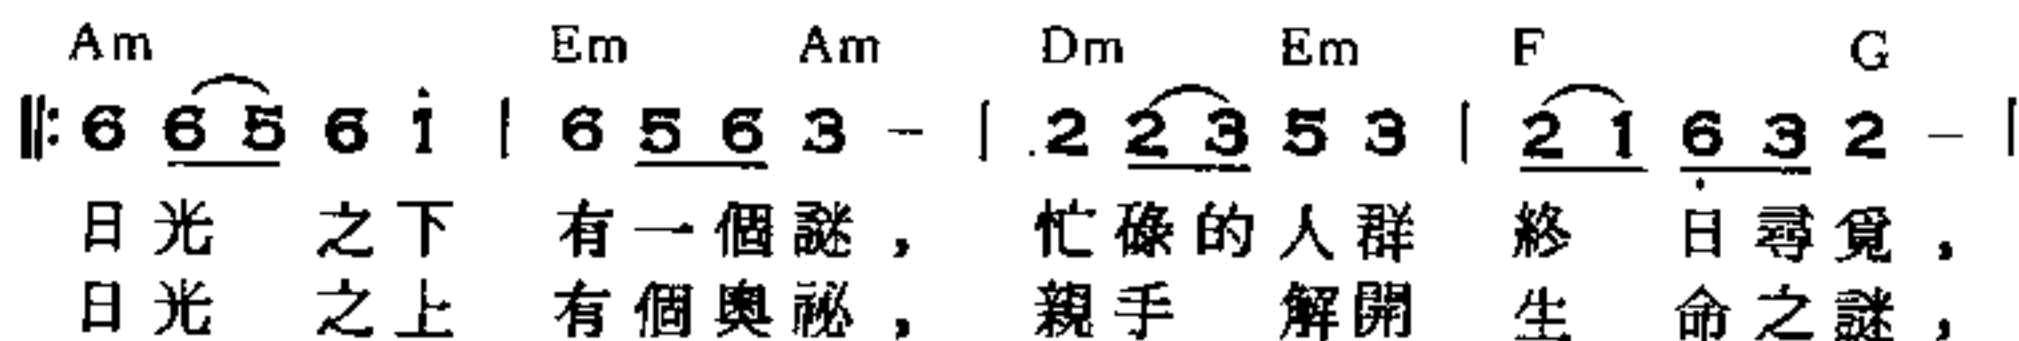 Am Em Am Dm Em F G
‖: 6 6 5 6 i̇ | 6 5 6 3 – | 2 2 3 5 3 | 2 1 6̣ 3 2 – |
日光 之下 有一個謎， 忙碌的人群 終 日尋覓，
日光 之上 有個奧祕， 親手 解開 生 命之謎，